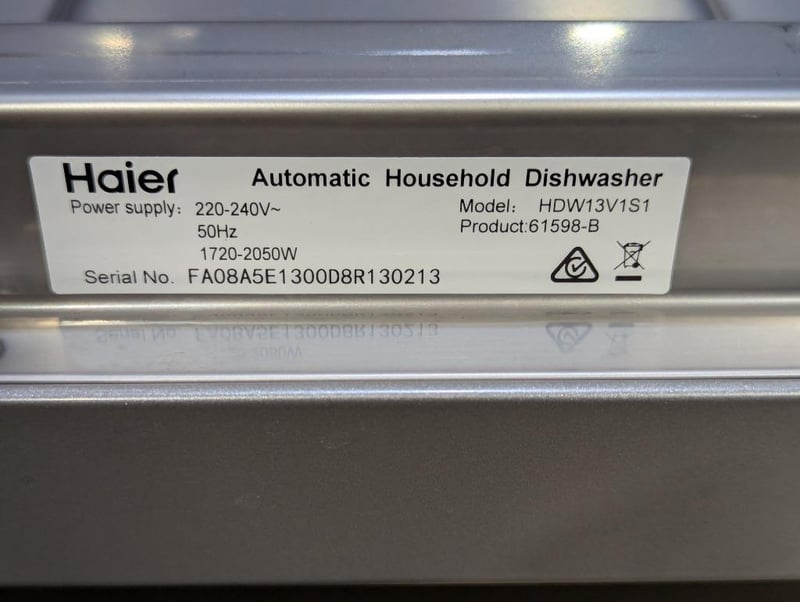 Haier Automatic Household Dishwasher
Power supply: 220-240V~ Model: HDW13V1S1
50Hz Product:61598-B
1720-2050W
Serial No. FA08A5E1300D8R130213